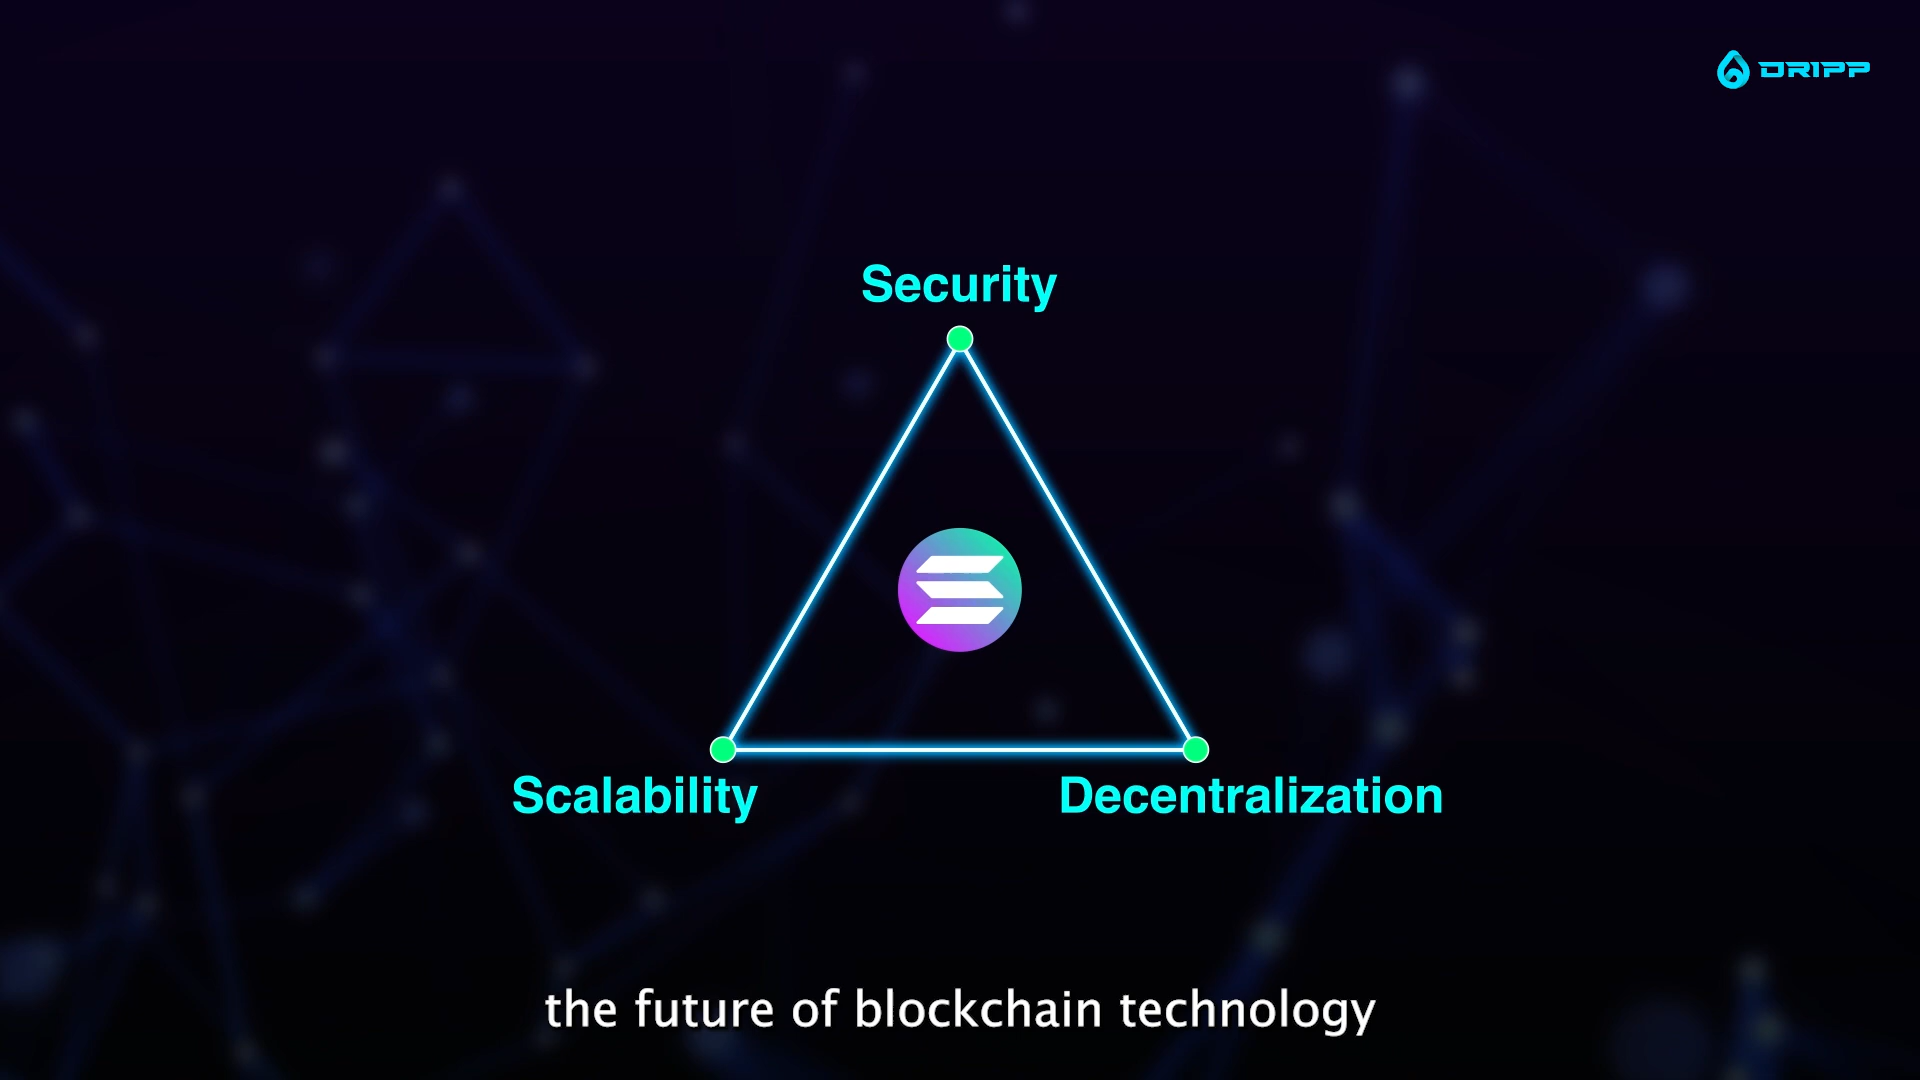 DRIPP
Security
Scalability
Decentralization
the future of blockchain technology